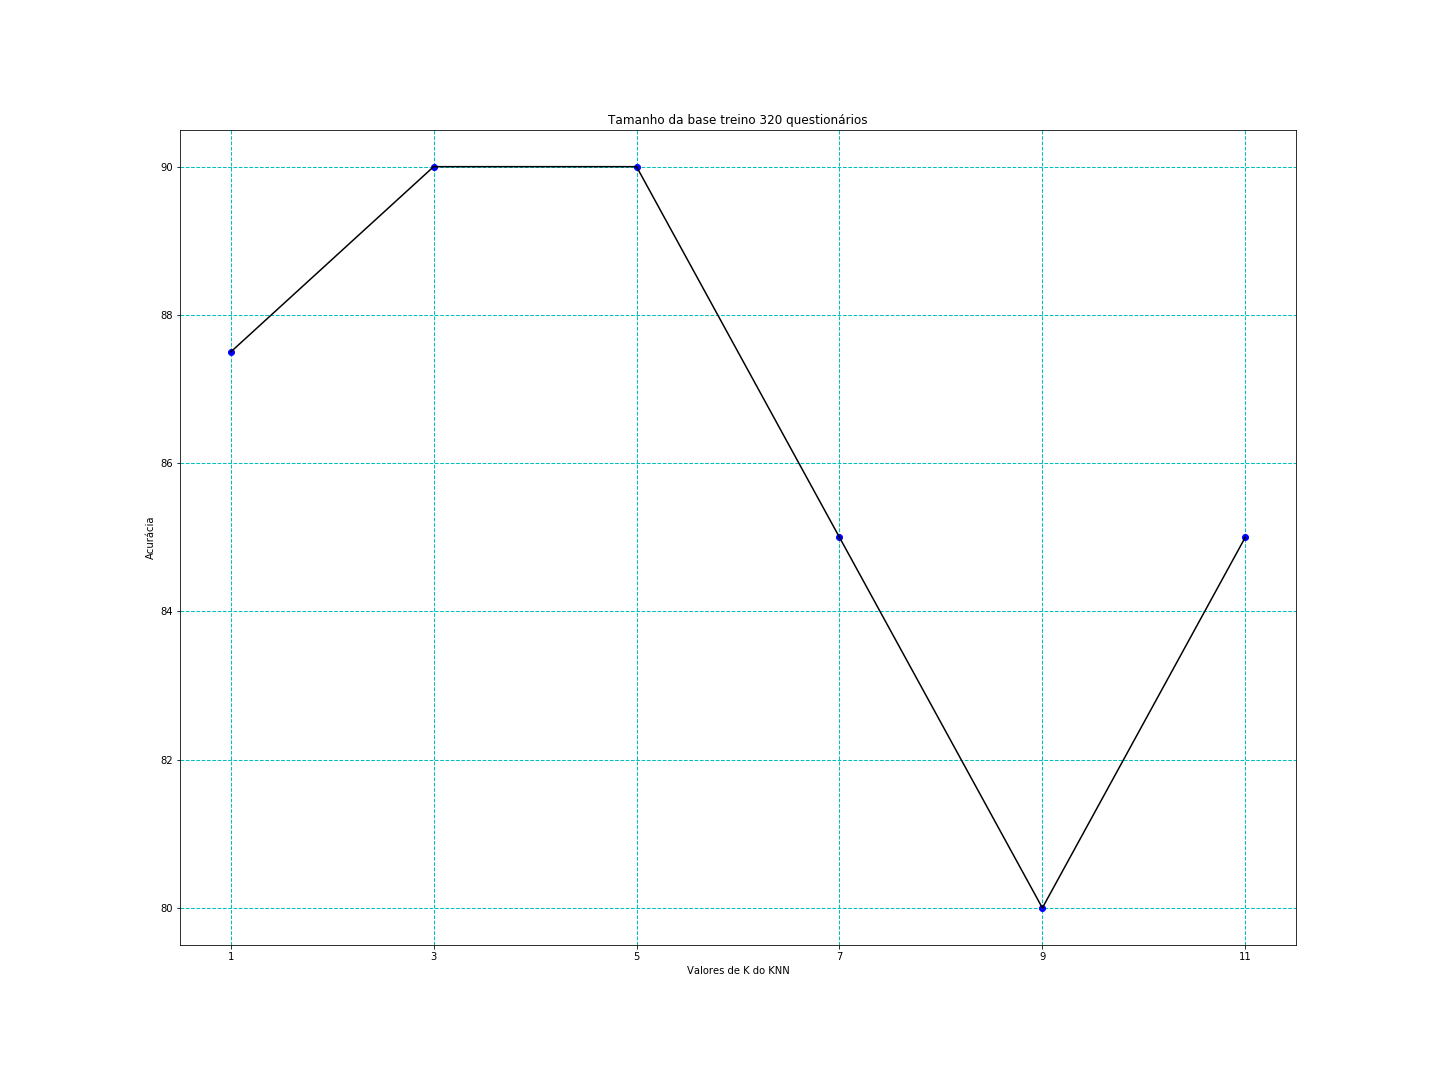 Tamanho da base treino 320 questionários
90
88
86
84
82
80
Acurácia
1 3 5 7 9 11
Valores de K do KNN